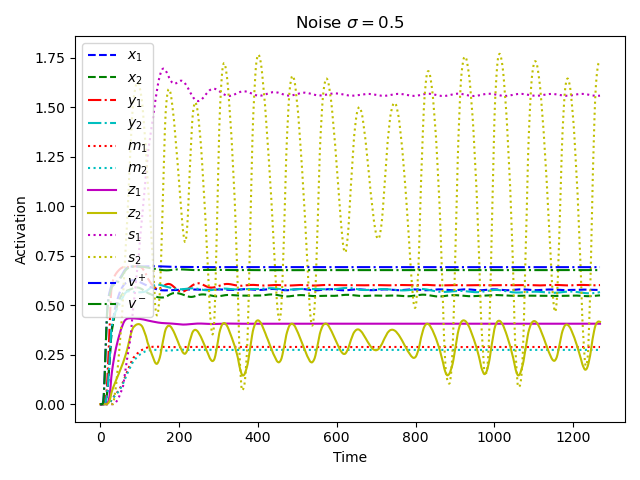 Noise σ = 0.5
1.75
1.50
1.25
1.00
0.75
0.50
0.25
0.00
Activation
x₁
x₂
y₁
y₂
m₁
m₂
z₁
z₂
s₁
s₂
v⁺
v⁻
0 200 400 600 800 1000 1200
Time